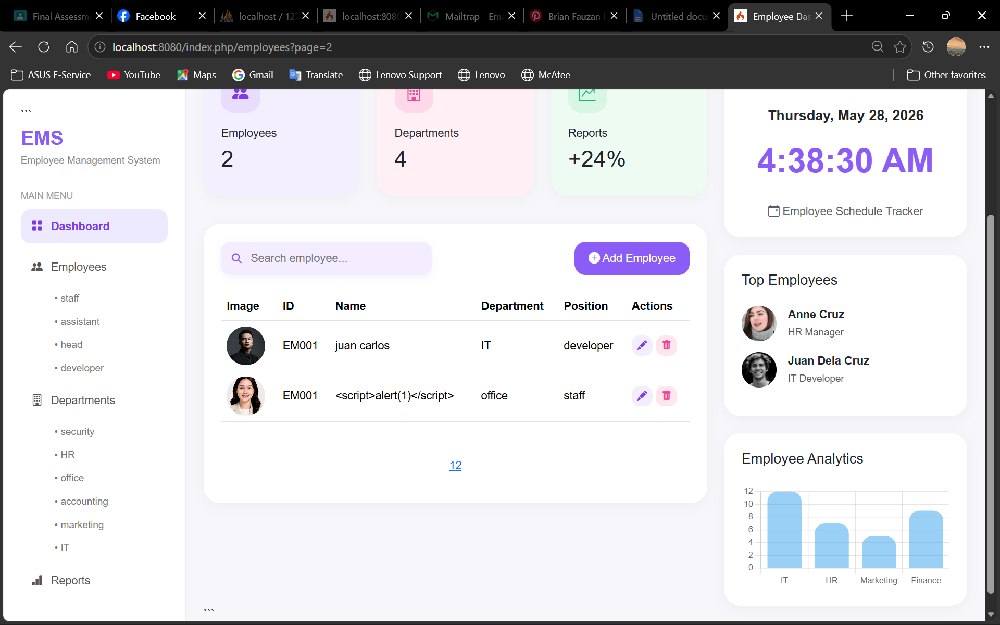 Final Assessm
Facebook
localhost / 127
localhost:8080
Mailtrap - Ema
Brian Fauzan L
Untitled docu
Employee Das
localhost:8080/index.php/employees?page=2
ASUS E-Service
YouTube
Maps
Gmail
Translate
Lenovo Support
Lenovo
McAfee
Other favorites
```
EMS
Employee Management System
MAIN MENU
Dashboard
Employees
• staff
• assistant
• head
• developer
Departments
• security
• HR
• office
• accounting
• marketing
• IT
Reports
Employees
2
Departments
4
Reports
+24%
Search employee...
Add Employee
Image ID Name Department Position Actions
EM001 juan carlos IT developer
EM001 <script>alert(1)</script> office staff
12
```
Thursday, May 28, 2026
4:38:30 AM
Employee Schedule Tracker
Top Employees
Anne Cruz
HR Manager
Juan Dela Cruz
IT Developer
Employee Analytics
12
10
8
6
4
2
0
IT HR Marketing Finance